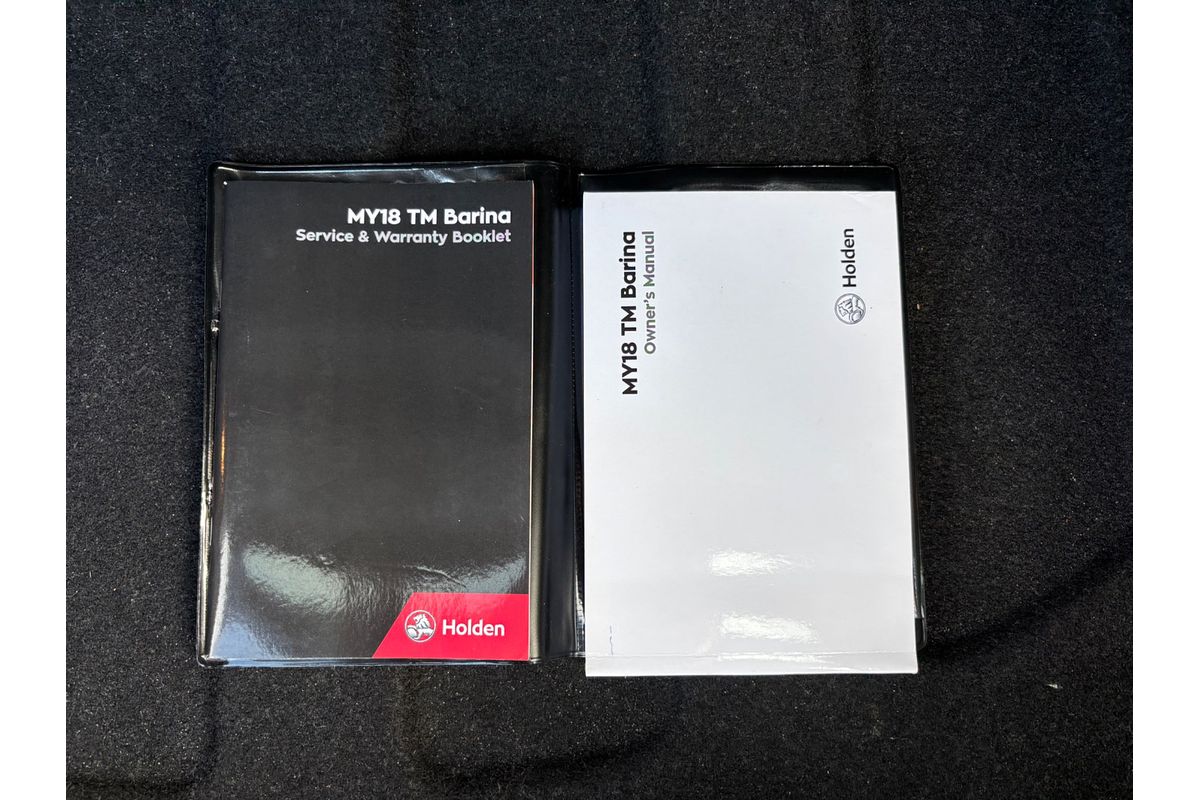 MY18 TM Barina
Service & Warranty Booklet
Holden
MY18 TM Barina
Owner's Manual
Holden